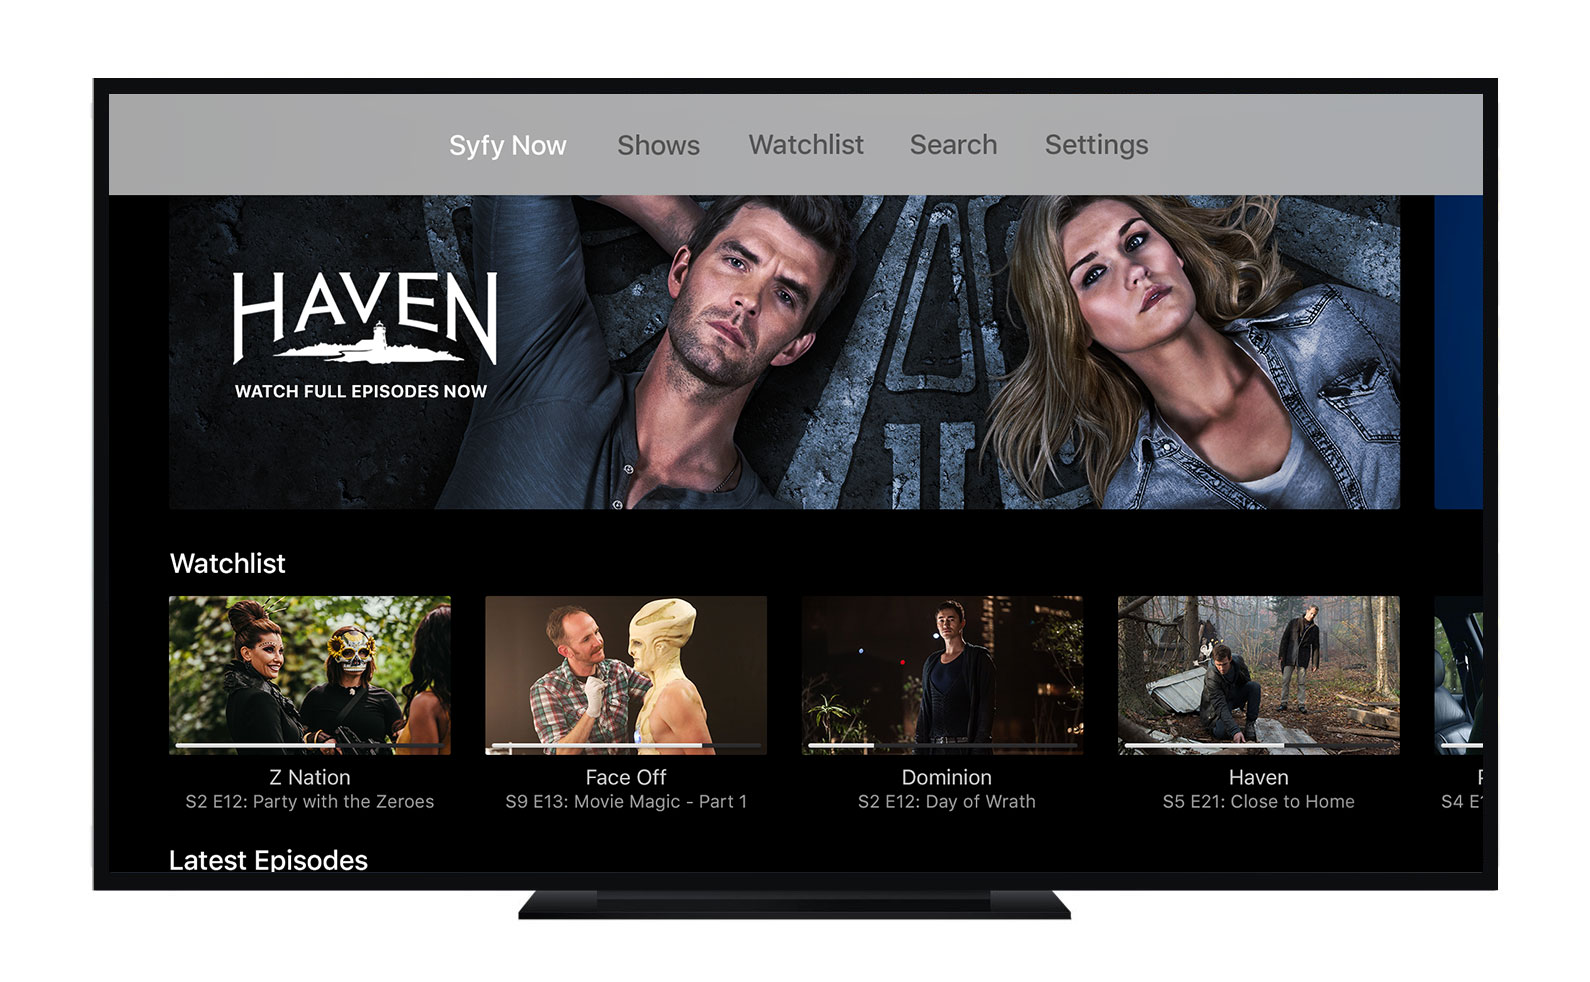 Syfy Now
Shows
Watchlist
Search
Settings
HAVEN
WATCH FULL EPISODES NOW
Watchlist
Z Nation
S2 E12: Party with the Zeroes
Face Off
S9 E13: Movie Magic - Part 1
Dominion
S2 E12: Day of Wrath
Haven
S5 E21: Close to Home
S4
Latest Episodes